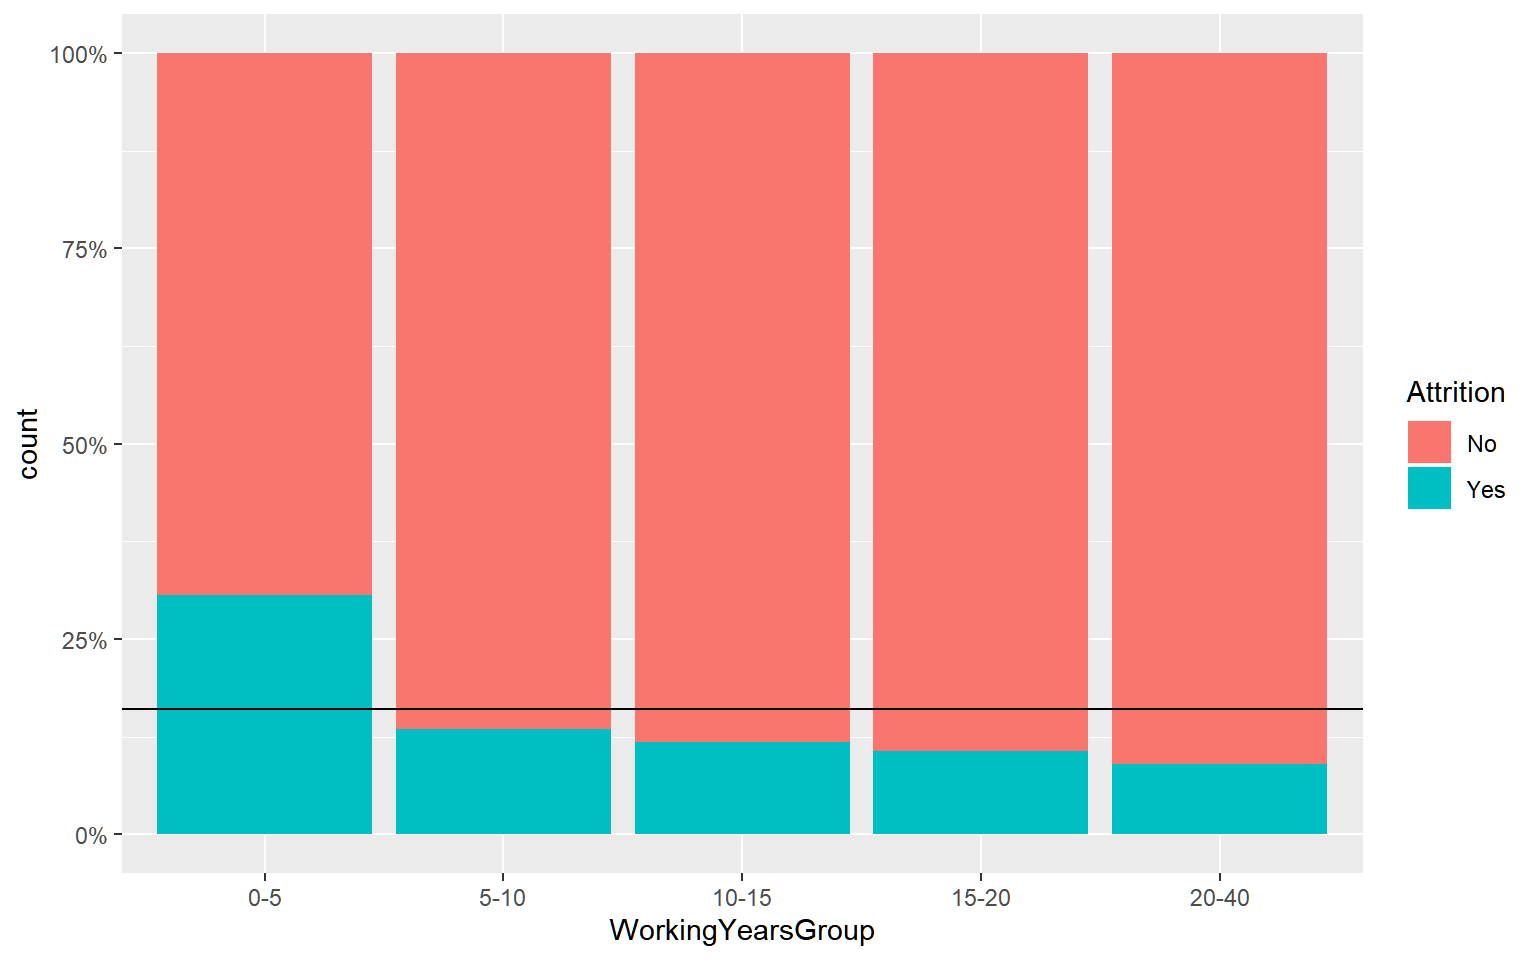 100%
75%
50%
25%
0%
count
0-5
5-10
10-15
15-20
20-40
WorkingYearsGroup
Attrition
No
Yes